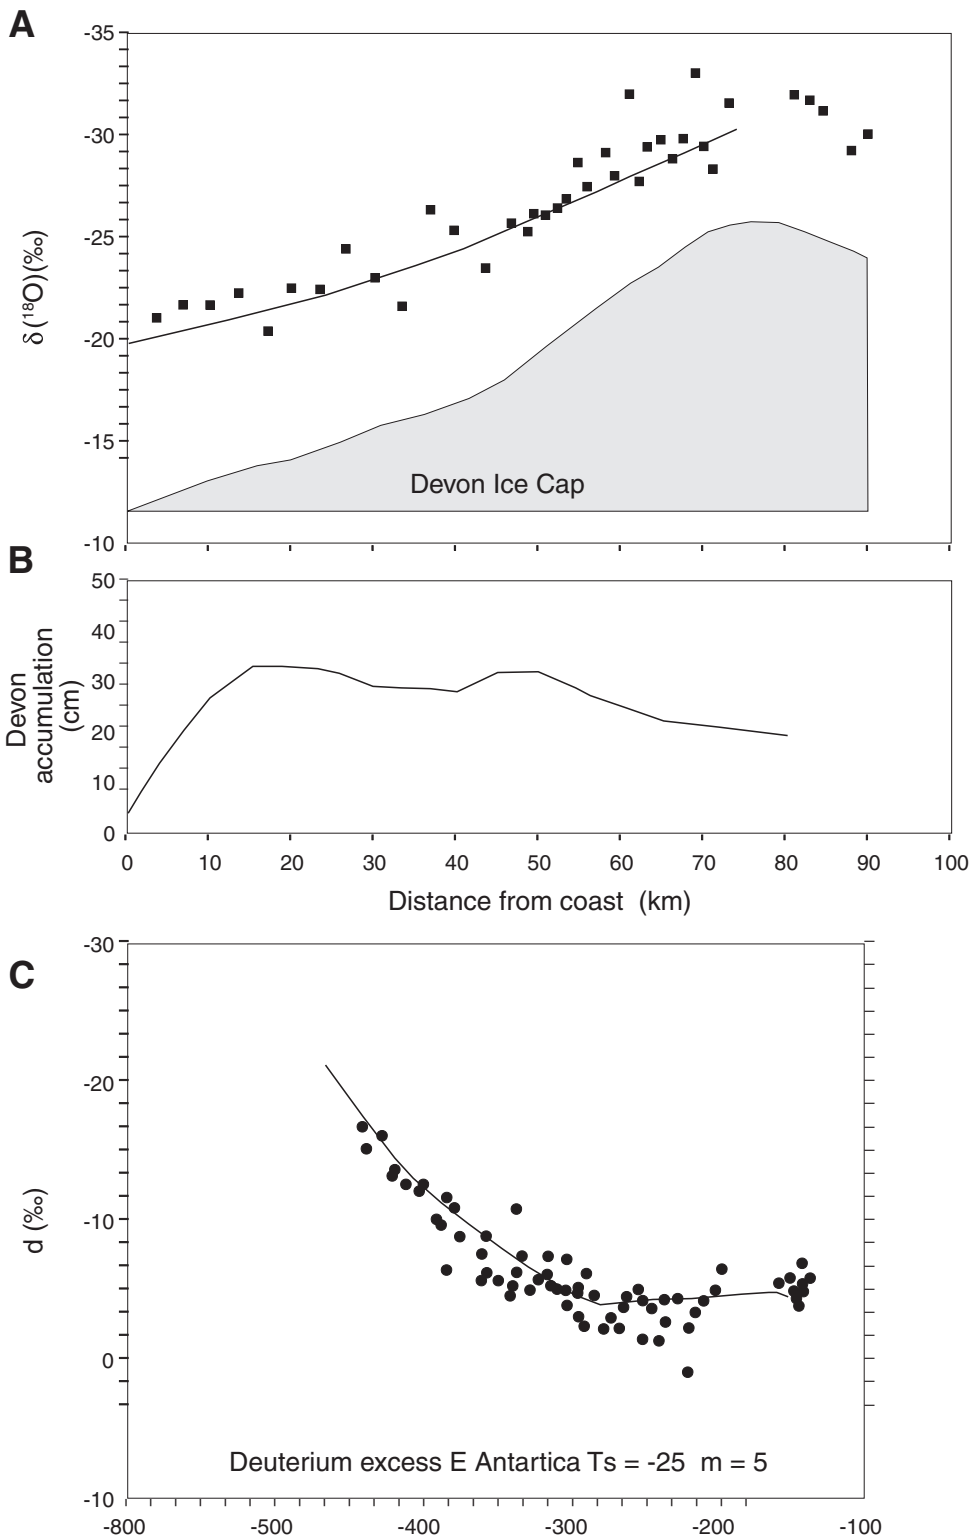 A
-35
-30
-25
-20
-15
-10
δ (¹⁸O) (‰)
Devon Ice Cap
B
50
40
30
20
10
0
Devon
accumulation
(cm)
0 10 20 30 40 50 60 70 80 90 100
Distance from coast (km)
C
-30
-20
-10
0
-10
d (‰)
Deuterium excess E Antartica Ts = -25 m = 5
-800 -500 -400 -300 -200 -100